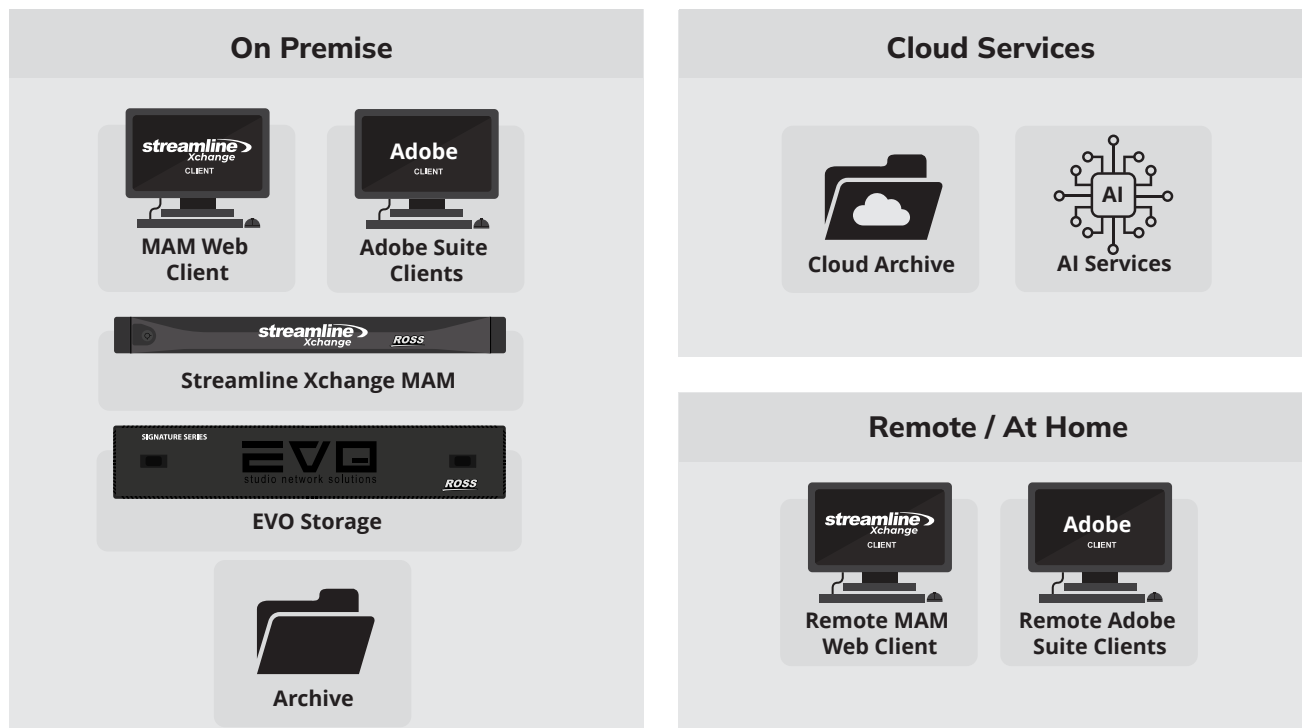 On Premise
streamline
Xchange
CLIENT
MAM Web
Client
Adobe
CLIENT
Adobe Suite
Clients
streamline
Xchange
ROSS
Streamline Xchange MAM
SIGNATURE SERIES
EVO
studio network solutions
ROSS
EVO Storage
Archive
Cloud Services
Cloud Archive
AI
AI Services
Remote / At Home
streamline
Xchange
CLIENT
Remote MAM
Web Client
Adobe
CLIENT
Remote Adobe
Suite Clients